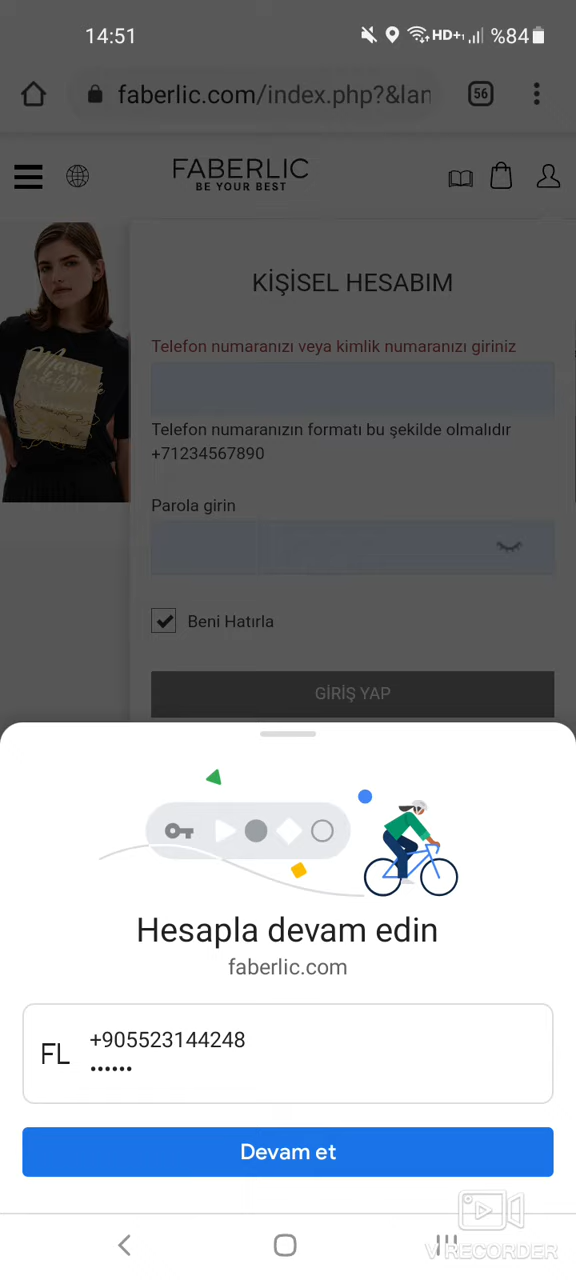 14:51
HD+
%84
faberlic.com/index.php?&lan
56
FABERLIC
BE YOUR BEST
KİŞİSEL HESABIM
Telefon numaranızı veya kimlik numaranızı giriniz
Telefon numaranızın formatı bu şekilde olmalıdır
+71234567890
Parola girin
Beni Hatırla
GİRİŞ YAP
Hesapla devam edin
faberlic.com
FL
+905523144248
••••••
Devam et
V RECORDER